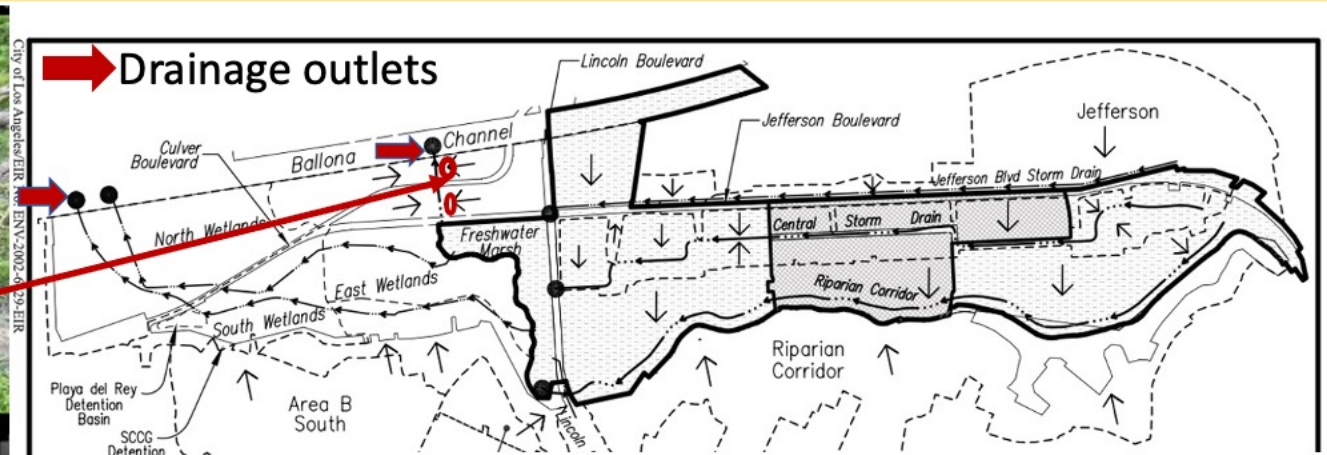 Drainage outlets
City of Los Angeles/EIR No. ENV-2002-6129-EIR
Lincoln Boulevard
Jefferson Boulevard
Jefferson
Culver
Boulevard
Ballona
Channel
Jefferson Blvd Storm Drain
North Wetlands
Freshwater
Marsh
Central Storm Drain
East Wetlands
Riparian Corridor
South Wetlands
Riparian
Corridor
Playa del Rey
Detention
Basin
Area B
South
Lincoln
SCCG
Detention